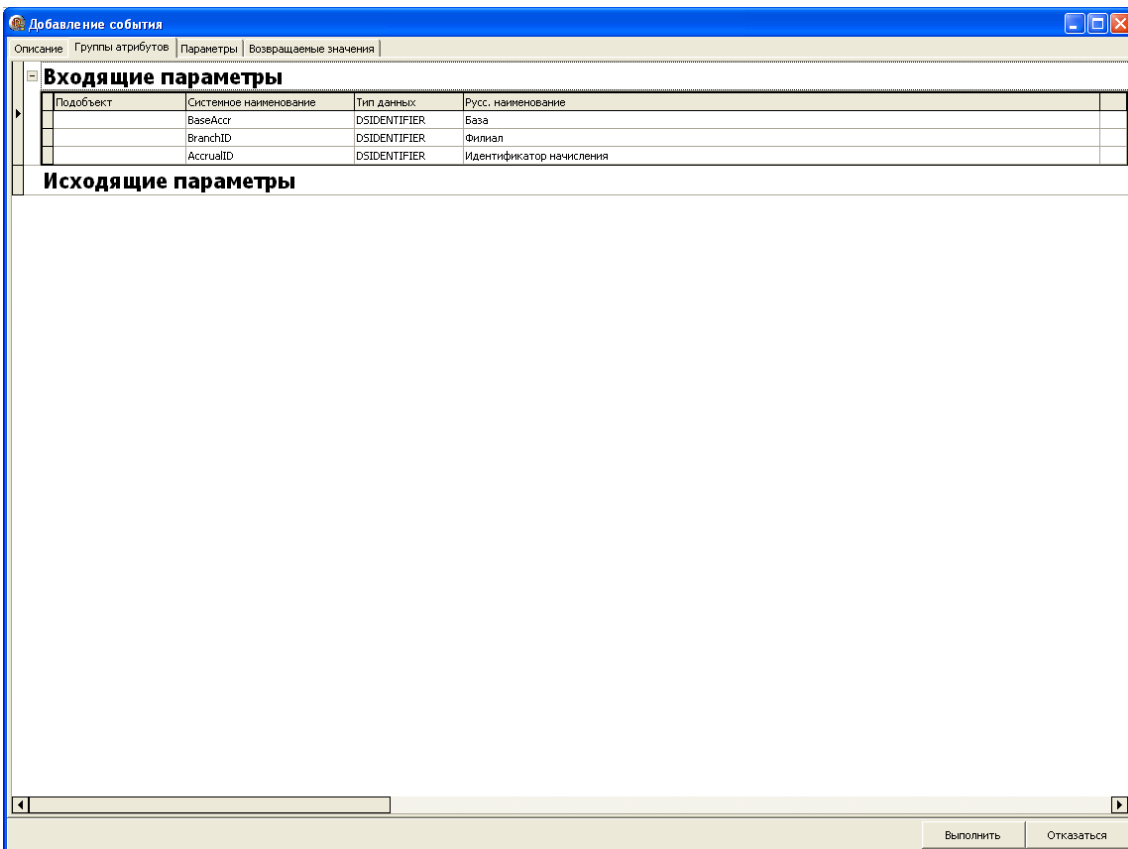 Добавление события
Описание Группы атрибутов Параметры Возвращаемые значения
Входящие параметры
Подобъект Системное наименование Тип данных Русс. наименование
BaseAccr DSIDENTIFIER База
BranchID DSIDENTIFIER Филиал
AccrualID DSIDENTIFIER Идентификатор начисления
Исходящие параметры
Выполнить Отказаться